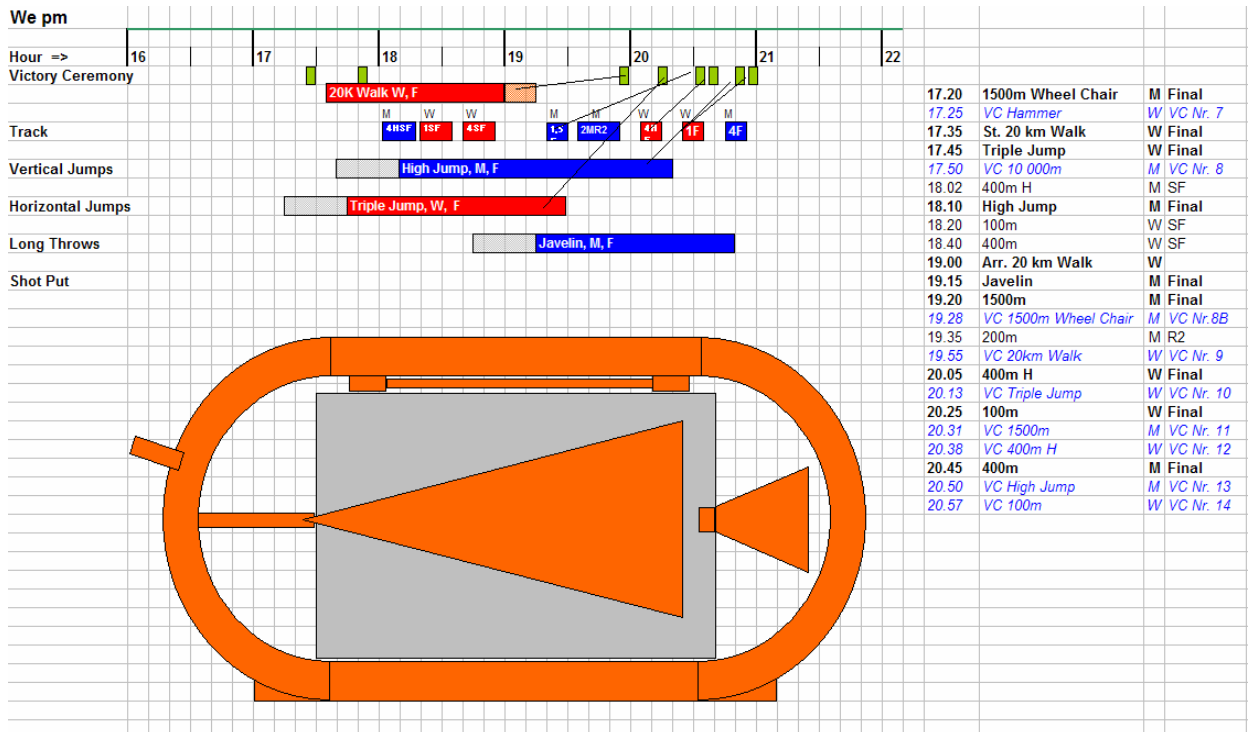 We pm
Hour => 16 17 18 19 20 21 22
Victory Ceremony
20K Walk W, F
M W W M M W W M
Track 4HSF 1SF 4SF 1,5 2MR2 4H 1F 4F
Vertical Jumps High Jump, M, F
Horizontal Jumps Triple Jump, W, F
Long Throws Javelin, M, F
Shot Put
17.20 1500m Wheel Chair M Final
17.25 VC Hammer W VC Nr. 7
17.35 St. 20 km Walk W Final
17.45 Triple Jump W Final
17.50 VC 10 000m M VC Nr. 8
18.02 400m H M SF
18.10 High Jump M Final
18.20 100m W SF
18.40 400m W SF
19.00 Arr. 20 km Walk W
19.15 Javelin M Final
19.20 1500m M Final
19.28 VC 1500m Wheel Chair M VC Nr.8B
19.35 200m M R2
19.55 VC 20km Walk W VC Nr. 9
20.05 400m H W Final
20.13 VC Triple Jump W VC Nr. 10
20.25 100m W Final
20.31 VC 1500m M VC Nr. 11
20.38 VC 400m H W VC Nr. 12
20.45 400m M Final
20.50 VC High Jump M VC Nr. 13
20.57 VC 100m W VC Nr. 14